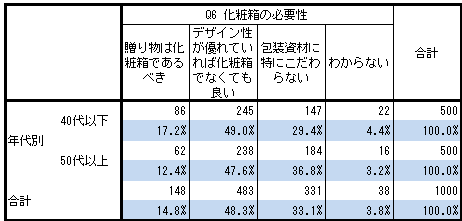 Q6 化粧箱の必要性
贈り物は化
粧箱である
べき
デザイン性
が優れてい
れば化粧箱
でなくても
良い
包装資材に
特にこだわ
らない
わからない
合計
年代別
40代以下
86 245 147 22 500
17.2% 49.0% 29.4% 4.4% 100.0%
50代以上
62 238 184 16 500
12.4% 47.6% 36.8% 3.2% 100.0%
合計
148 483 331 38 1000
14.8% 48.3% 33.1% 3.8% 100.0%